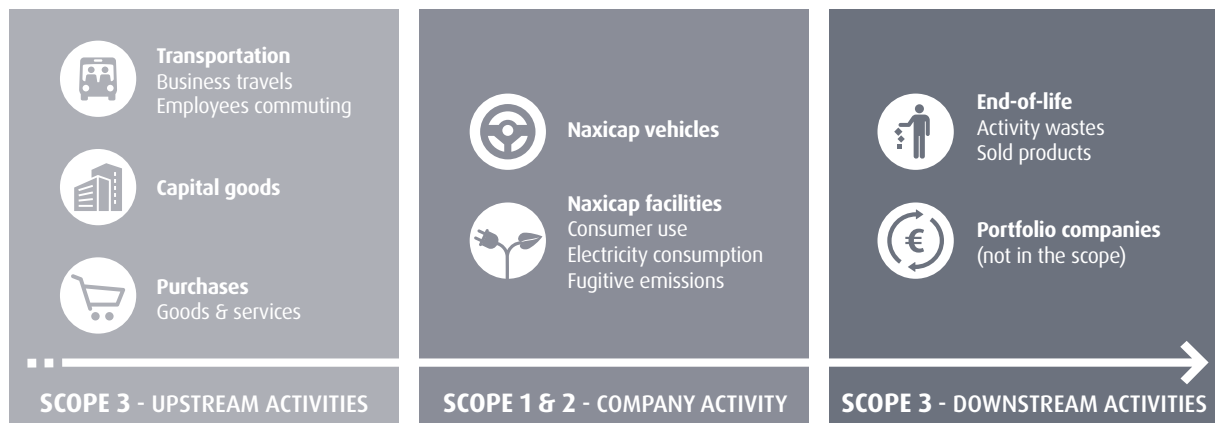 Transportation
Business travels
Employees commuting
Capital goods
Purchases
Goods & services
SCOPE 3 - UPSTREAM ACTIVITIES
Naxicap vehicles
Naxicap facilities
Consumer use
Electricity consumption
Fugitive emissions
SCOPE 1 & 2 - COMPANY ACTIVITY
End-of-life
Activity wastes
Sold products
€
Portfolio companies
(not in the scope)
SCOPE 3 - DOWNSTREAM ACTIVITIES